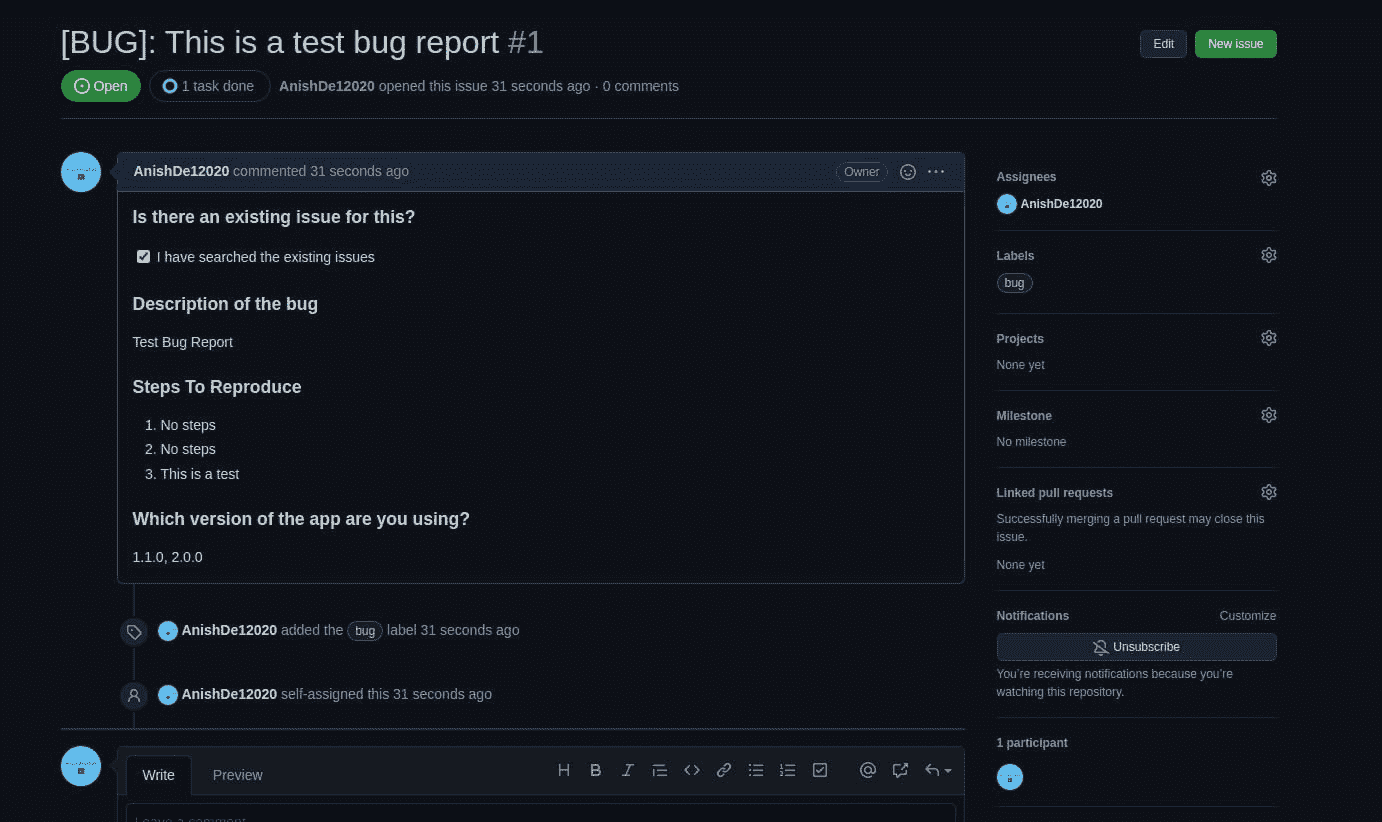 [BUG]: This is a test bug report #1
Edit
New issue
Open
1 task done
AnishDe12020 opened this issue 31 seconds ago · 0 comments
AnishDe12020 commented 31 seconds ago
Owner
Is there an existing issue for this?
I have searched the existing issues
Description of the bug
Test Bug Report
Steps To Reproduce
1. No steps
2. No steps
3. This is a test
Which version of the app are you using?
1.1.0, 2.0.0
AnishDe12020 added the bug label 31 seconds ago
AnishDe12020 self-assigned this 31 seconds ago
Write
Preview
Leave a comment
Assignees
AnishDe12020
Labels
bug
Projects
None yet
Milestone
No milestone
Linked pull requests
Successfully merging a pull request may close this
issue.
None yet
Notifications
Customize
Unsubscribe
You're receiving notifications because you're
watching this repository.
1 participant